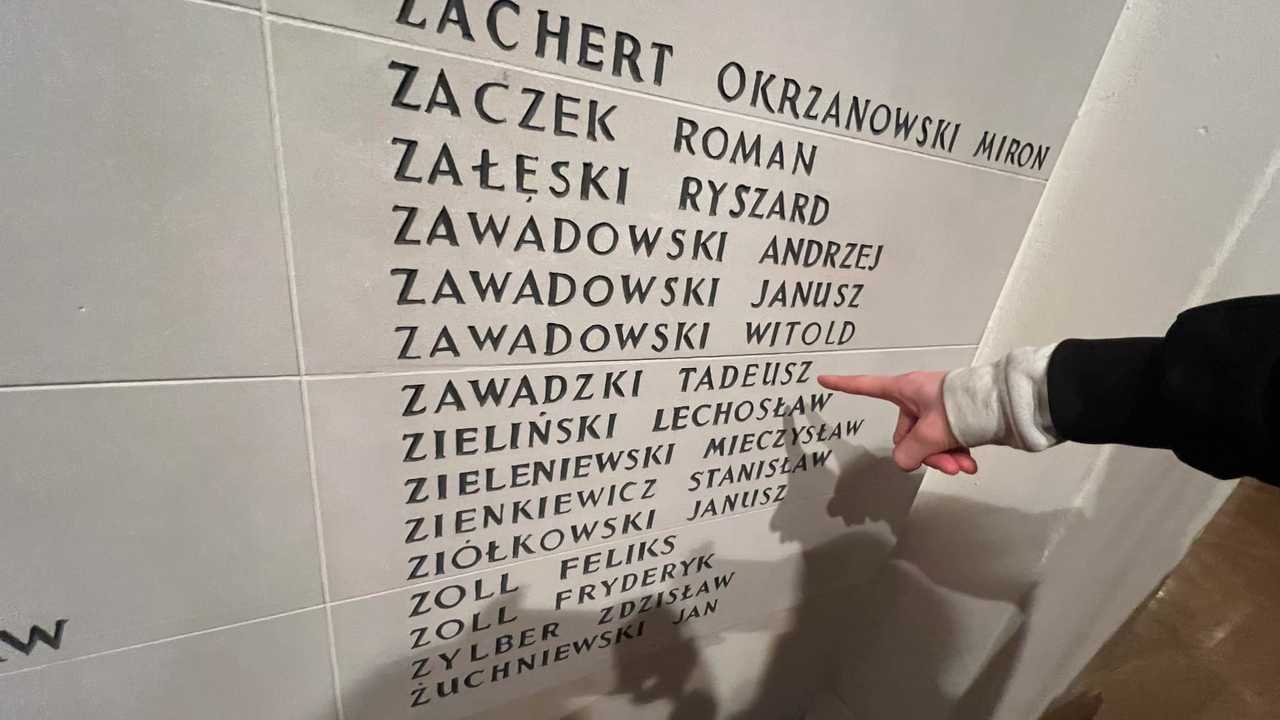 ZACHERT OKRZANOWSKI MIRON
ZACZEK ROMAN
ZAŁĘSKI RYSZARD
ZAWADOWSKI ANDRZEJ
ZAWADOWSKI JANUSZ
ZAWADOWSKI WITOLD
ZAWADZKI TADEUSZ
ZIELIŃSKI LECHOSŁAW
ZIELENIEWSKI MIECZYSŁAW
ZIENKIEWICZ STANISŁAW
ZIÓŁKOWSKI JANUSZ
ZOLL FELIKS
ZOLL FRYDERYK
ZYLBER ZDZISŁAW
ŻUCHNIEWSKI JAN